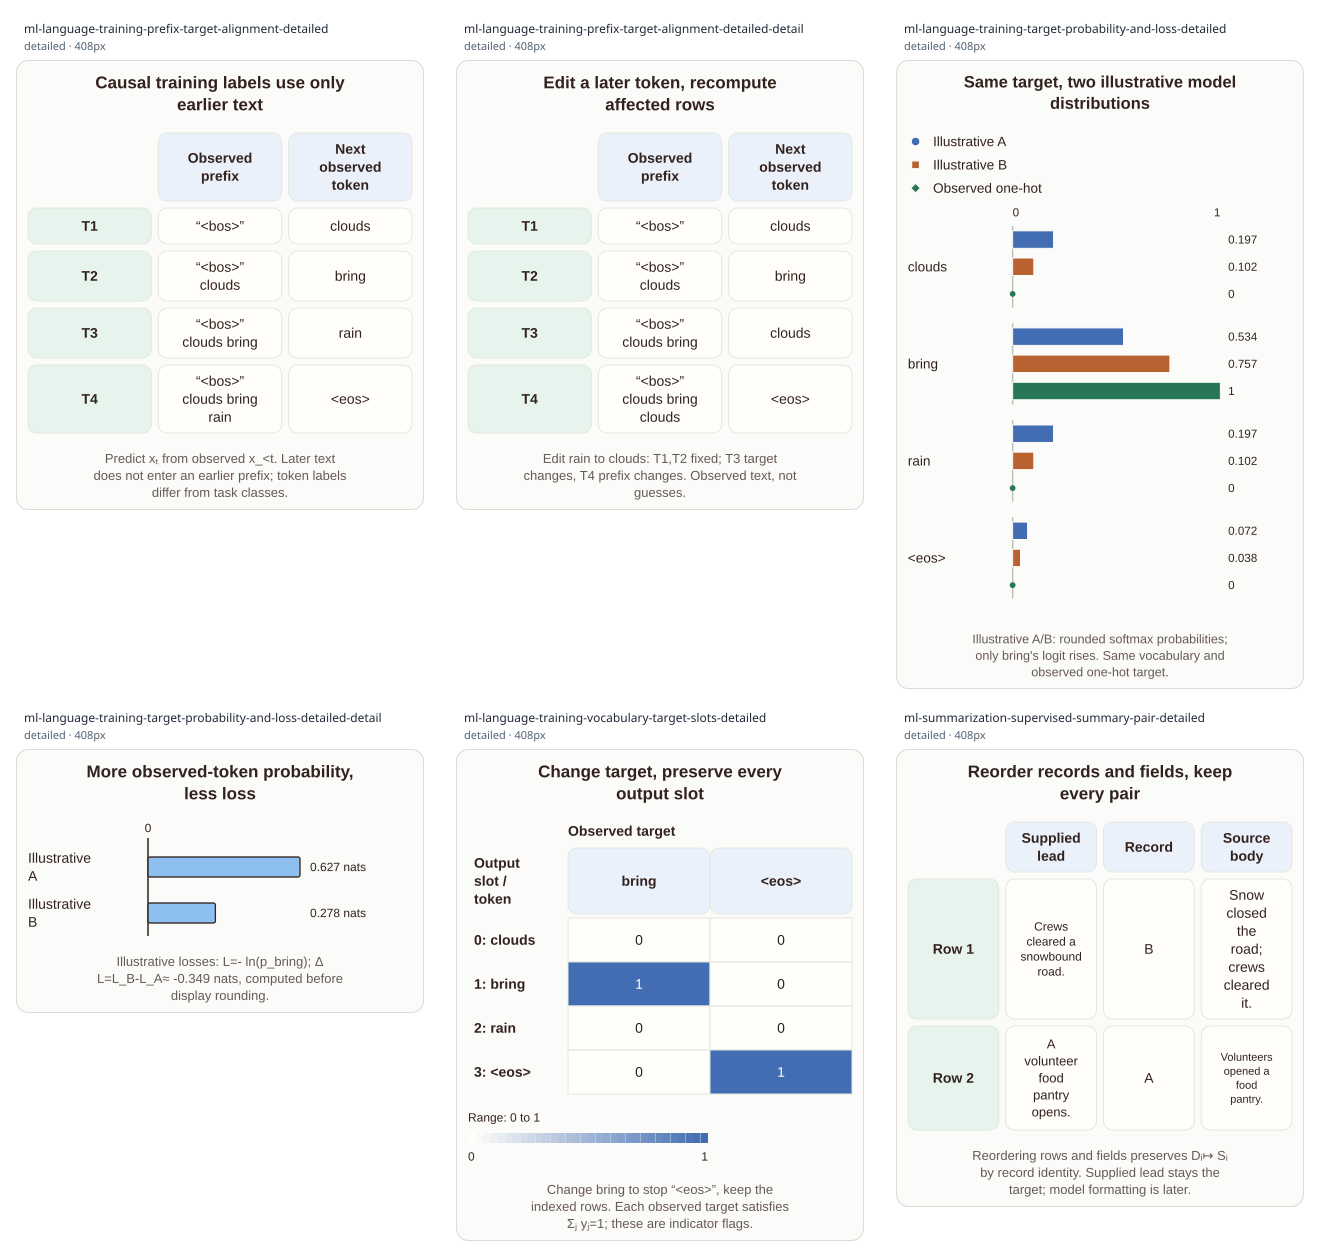 ml-language-training-prefix-target-alignment-detailed
detailed · 408px
Causal training labels use only
earlier text
Observed
prefix
Next
observed
token
T1
“<bos>”
clouds
T2
“<bos>”
clouds
bring
T3
“<bos>”
clouds bring
rain
T4
“<bos>”
clouds bring
rain
<eos>
Predict xₜ from observed x_<t. Later text
does not enter an earlier prefix; token labels
differ from task classes.
ml-language-training-prefix-target-alignment-detailed-detail
detailed · 408px
Edit a later token, recompute
affected rows
Observed
prefix
Next
observed
token
T1
“<bos>”
clouds
T2
“<bos>”
clouds
bring
T3
“<bos>”
clouds bring
clouds
T4
“<bos>”
clouds bring
clouds
<eos>
Edit rain to clouds: T1,T2 fixed; T3 target
changes, T4 prefix changes. Observed text, not
guesses.
ml-language-training-target-probability-and-loss-detailed
detailed · 408px
Same target, two illustrative model
distributions
Illustrative A
Illustrative B
Observed one-hot
0 1
clouds
0.197
0.102
0
bring
0.534
0.757
1
rain
0.197
0.102
0
<eos>
0.072
0.038
0
Illustrative A/B: rounded softmax probabilities;
only bring's logit rises. Same vocabulary and
observed one-hot target.
ml-language-training-target-probability-and-loss-detailed-detail
detailed · 408px
More observed-token probability,
less loss
0
Illustrative
A
0.627 nats
Illustrative
B
0.278 nats
Illustrative losses: L=- ln(p_bring); Δ
L=L_B-L_A≈ -0.349 nats, computed before
display rounding.
ml-language-training-vocabulary-target-slots-detailed
detailed · 408px
Change target, preserve every
output slot
Observed target
Output
slot /
token
bring
<eos>
0: clouds 0 0
1: bring 1 0
2: rain 0 0
3: <eos> 0 1
Range: 0 to 1
0 1
Change bring to stop “<eos>”, keep the
indexed rows. Each observed target satisfies
Σⱼ yⱼ=1; these are indicator flags.
ml-summarization-supervised-summary-pair-detailed
detailed · 408px
Reorder records and fields, keep
every pair
Supplied
lead
Record
Source
body
Row 1
Crews
cleared a
snowbound
road.
B
Snow
closed
the
road;
crews
cleared
it.
Row 2
A
volunteer
food
pantry
opens.
A
Volunteers
opened a
food
pantry.
Reordering rows and fields preserves Dᵢ↦ Sᵢ
by record identity. Supplied lead stays the
target; model formatting is later.